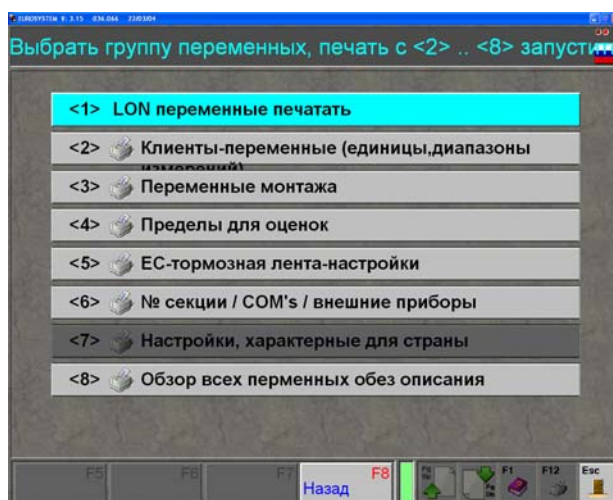 EUROSYSTEM V: 3.15 036.066 22/03/04
Выбрать группу переменных, печать с <2> .. <8> запустит
<1> LON переменные печатать
<2> Клиенты-переменные (единицы,диапазоны
измерений)
<3> Переменные монтажа
<4> Пределы для оценок
<5> ЕС-тормозная лента-настройки
<6> № секции / COM's / внешние приборы
<7> Настройки, характерные для страны
<8> Обзор всех перменных обез описания
F5 F6 F7 F8 F1 F12 Esc
Назад